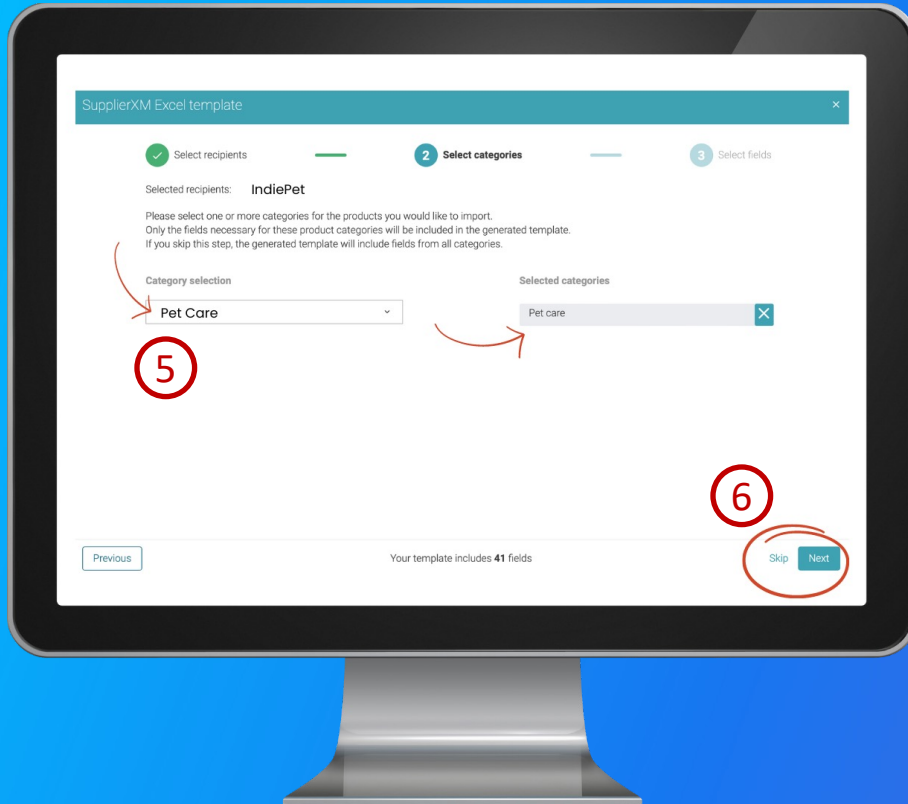 SupplierXM Excel template ×
Select recipients
2 Select categories
3 Select fields
Selected recipients: IndiePet
Please select one or more categories for the products you would like to import.
Only the fields necessary for these product categories will be included in the generated template.
If you skip this step, the generated template will include fields from all categories.
Category selection
Selected categories
Pet Care
Pet care
5
6
Previous
Your template includes 41 fields
Skip
Next